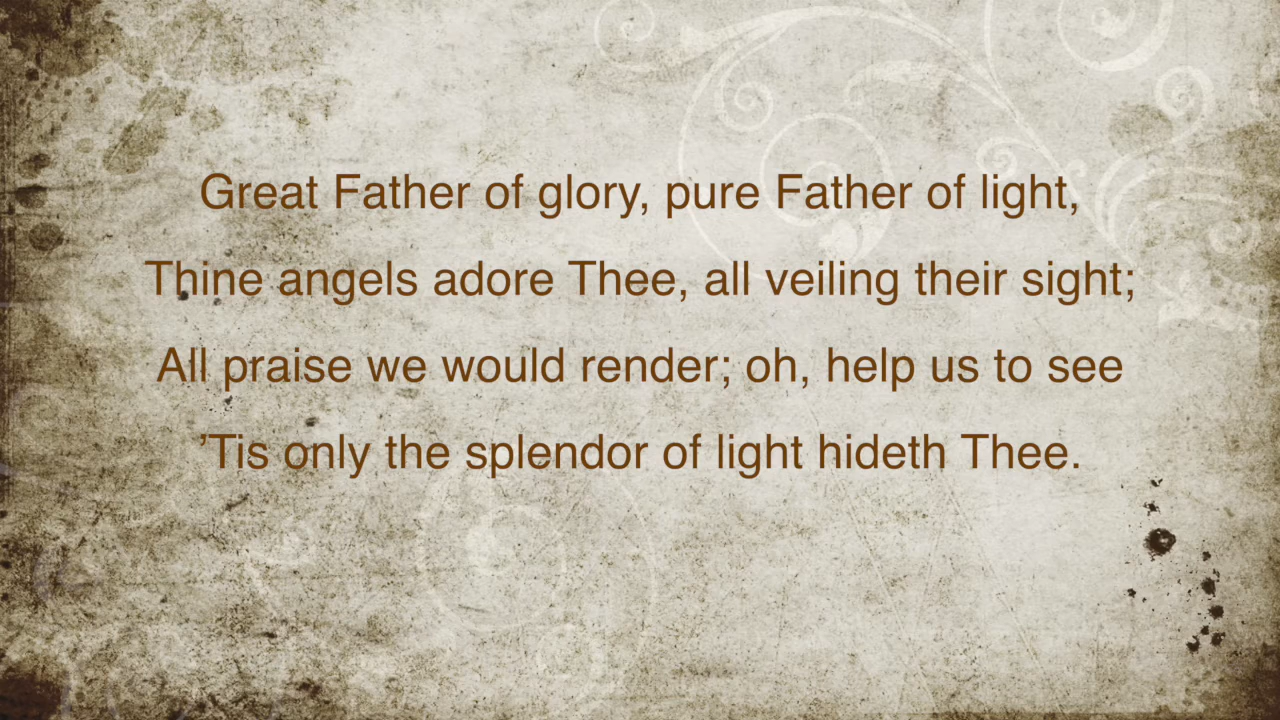 Great Father of glory, pure Father of light,
Thine angels adore Thee, all veiling their sight;
All praise we would render; oh, help us to see
’Tis only the splendor of light hideth Thee.